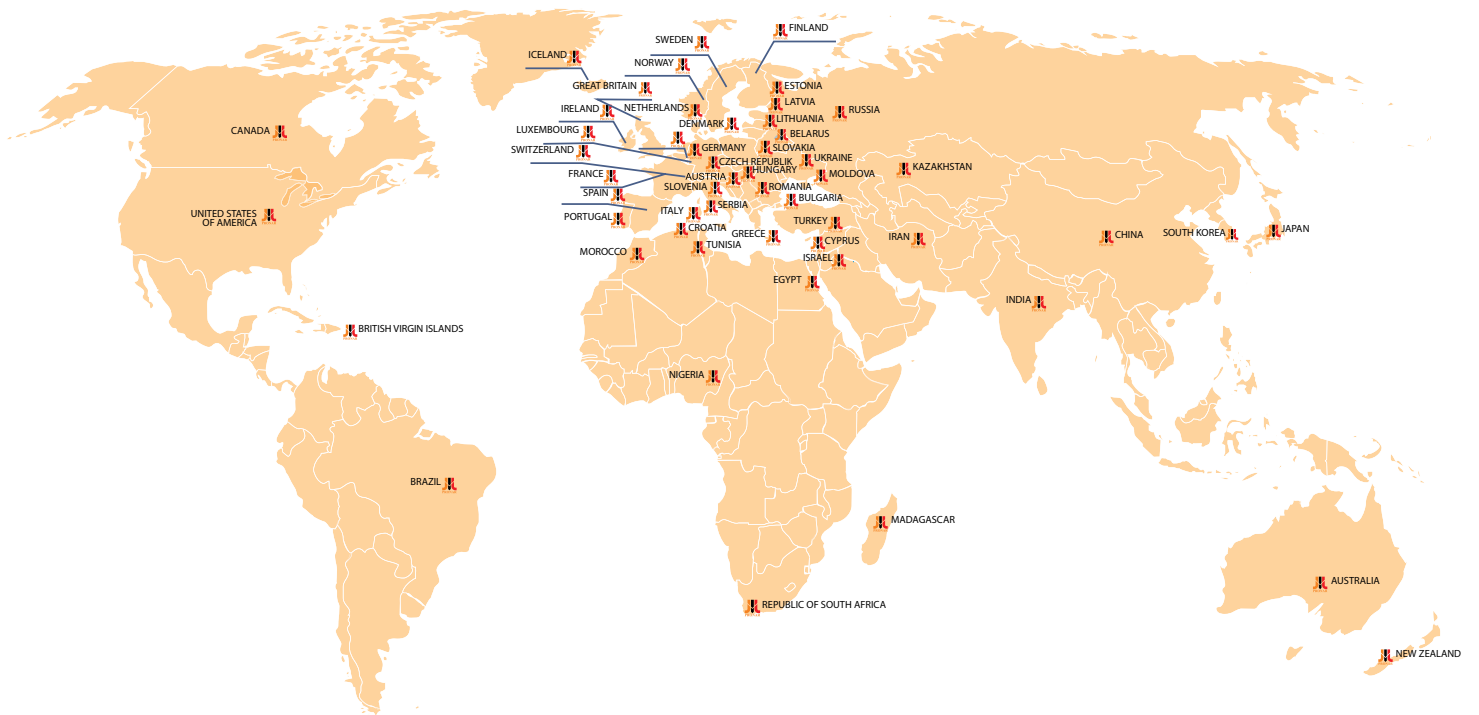 FINLAND
SWEDEN
ICELAND
NORWAY
GREAT BRITAIN
ESTONIA
IRELAND
NETHERLANDS
LATVIA
RUSSIA
LITHUANIA
DENMARK
CANADA
LUXEMBOURG
BELARUS
SWITZERLAND
GERMANY
SLOVAKIA
CZECH REPUBLIK
UKRAINE
KAZAKHSTAN
FRANCE
AUSTRIA
HUNGARY
MOLDOVA
SPAIN
SLOVENIA
ROMANIA
BULGARIA
UNITED STATES
OF AMERICA
PORTUGAL
ITALY
SERBIA
TURKEY
CROATIA
GREECE
CYPRUS
IRAN
CHINA
SOUTH KOREA
JAPAN
MOROCCO
TUNISIA
ISRAEL
EGYPT
INDIA
BRITISH VIRGIN ISLANDS
NIGERIA
BRAZIL
MADAGASCAR
AUSTRALIA
REPUBLIC OF SOUTH AFRICA
NEW ZEALAND